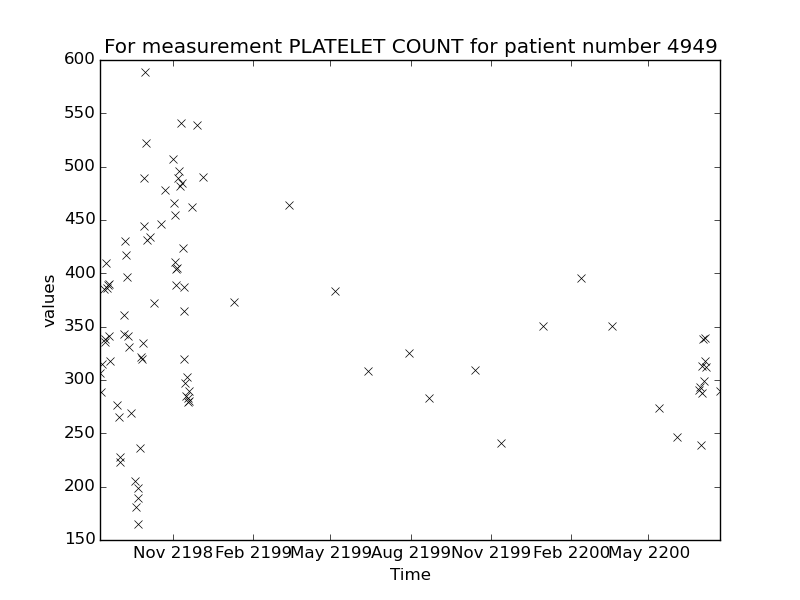 For measurement PLATELET COUNT for patient number 4949
600
550
500
450
400
350
300
250
200
150
values
Nov 2198 Feb 2199 May 2199 Aug 2199 Nov 2199 Feb 2200 May 2200
Time